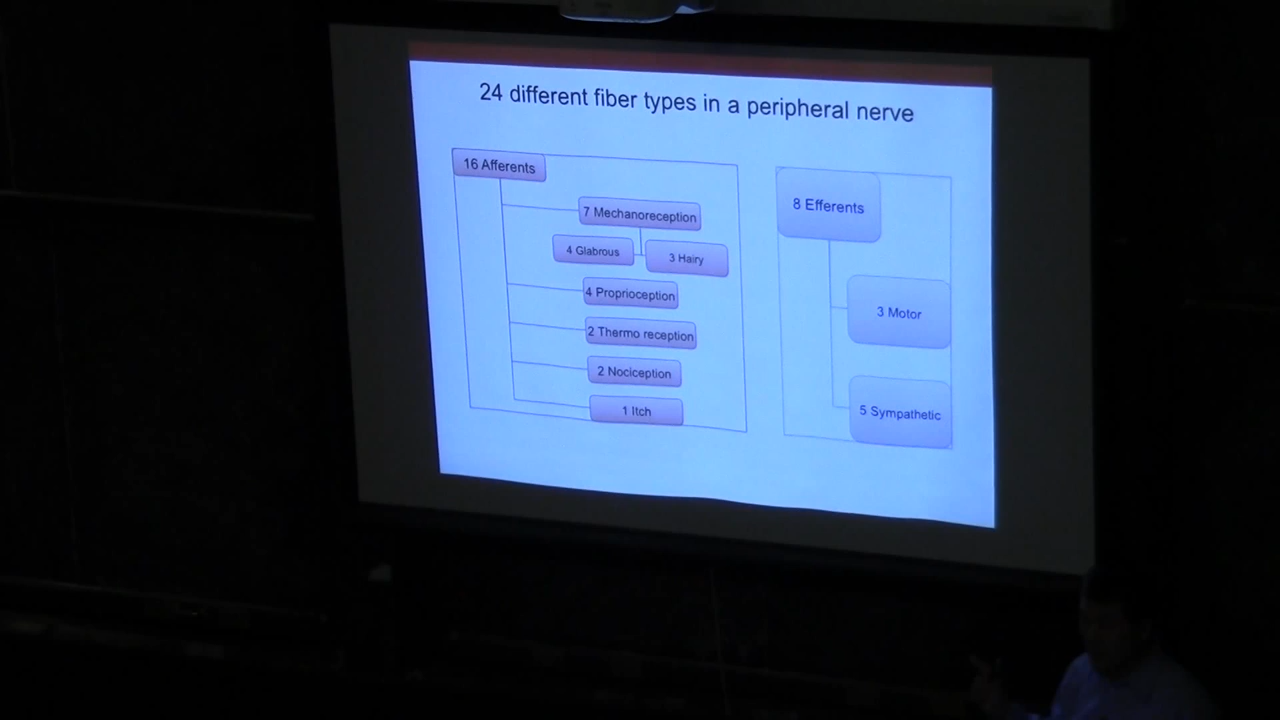 24 different fiber types in a peripheral nerve
16 Afferents
7 Mechanoreception
4 Glabrous
3 Hairy
4 Proprioception
2 Thermo reception
2 Nociception
1 Itch
8 Efferents
3 Motor
5 Sympathetic